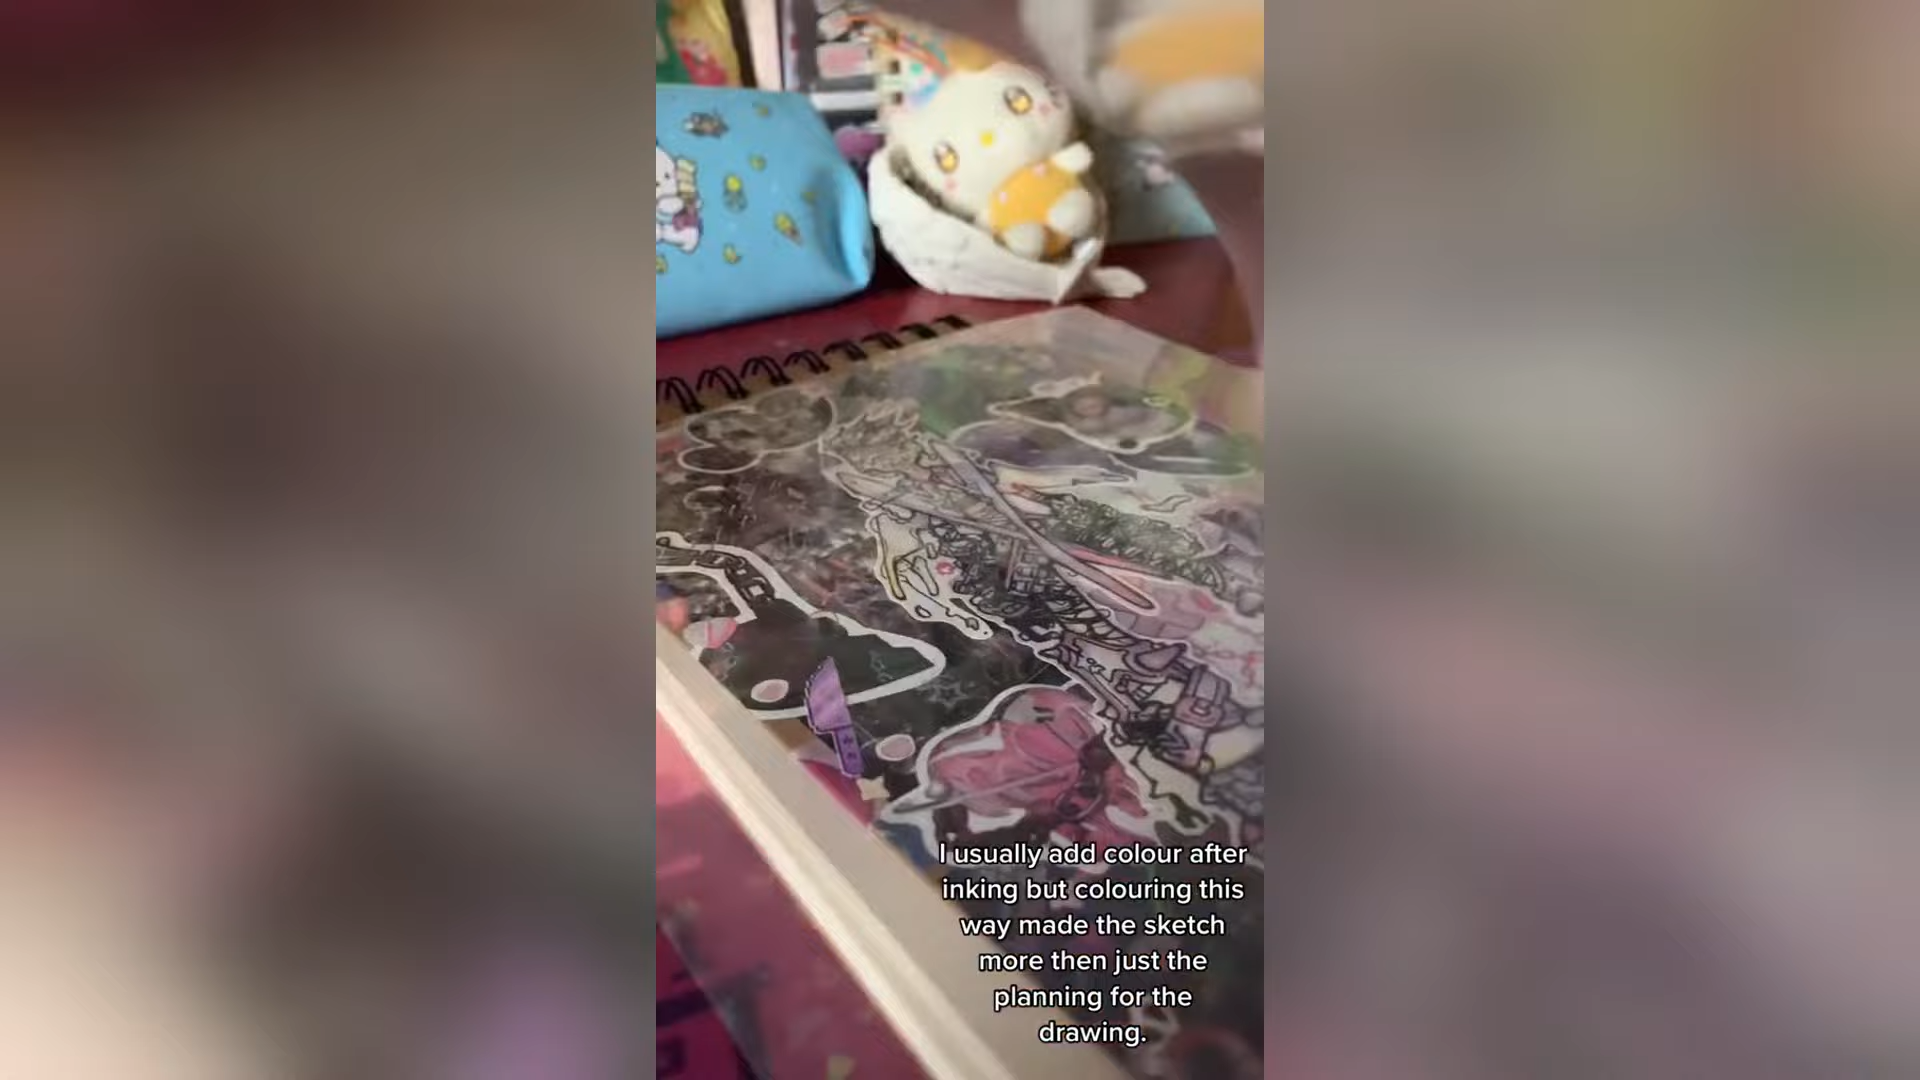 I usually add colour after
inking but colouring this
way made the sketch
more then just the
planning for the
drawing.